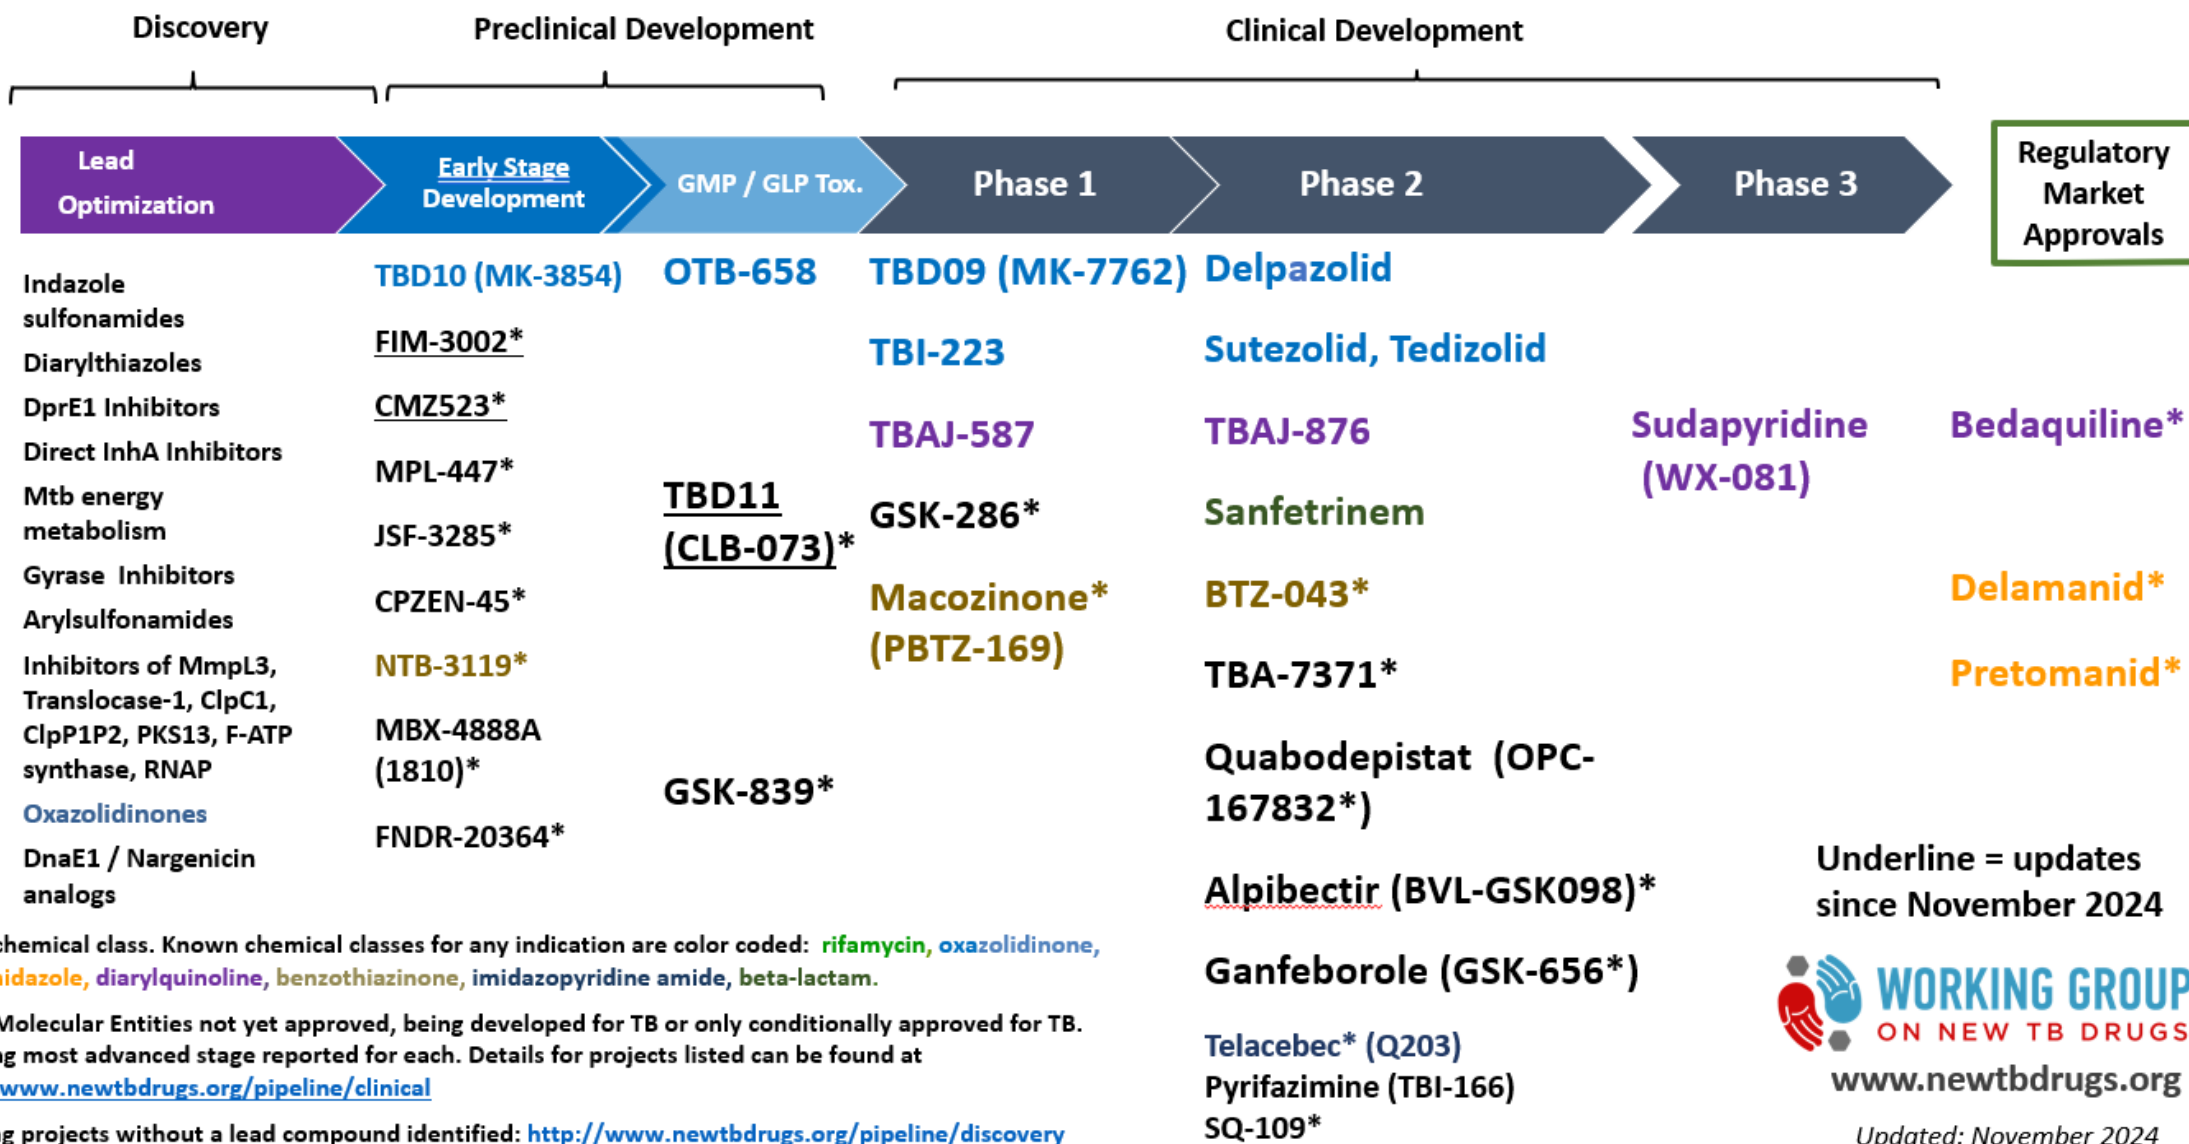 Discovery
Preclinical Development
Clinical Development
Lead
Optimization
Early Stage
Development
GMP / GLP Tox.
Phase 1
Phase 2
Phase 3
Regulatory
Market
Approvals
Indazole
sulfonamides
Diarylthiazoles
DprE1 Inhibitors
Direct InhA Inhibitors
Mtb energy
metabolism
Gyrase Inhibitors
Arylsulfonamides
Inhibitors of MmpL3,
Translocase-1, ClpC1,
ClpP1P2, PKS13, F-ATP
synthase, RNAP
Oxazolidinones
DnaE1 / Nargenicin
analogs
TBD10 (MK-3854)
FIM-3002*
CMZ523*
MPL-447*
JSF-3285*
CPZEN-45*
NTB-3119*
MBX-4888A
(1810)*
FNDR-20364*
OTB-658
TBD11
(CLB-073)*
GSK-839*
TBD09 (MK-7762)
TBI-223
TBAJ-587
GSK-286*
Macozinone*
(PBTZ-169)
Delpazolid
Sutezolid, Tedizolid
TBAJ-876
Sanfetrinem
BTZ-043*
TBA-7371*
Quabodepistat (OPC-
167832*)
Alpibectir (BVL-GSK098)*
Ganfeborole (GSK-656*)
Telacebec* (Q203)
Pyrifazimine (TBI-166)
SQ-109*
Sudapyridine
(WX-081)
Bedaquiline*
Delamanid*
Pretomanid*
Underline = updates
since November 2024
chemical class. Known chemical classes for any indication are color coded: rifamycin, oxazolidinone,
diarylquinoline, benzothiazinone, imidazopyridine amide, beta-lactam.
Molecular Entities not yet approved, being developed for TB or only conditionally approved for TB.
most advanced stage reported for each. Details for projects listed can be found at
www.newtbdrugs.org/pipeline/clinical
projects without a lead compound identified: http://www.newtbdrugs.org/pipeline/discovery
WORKING GROUP
ON NEW TB DRUGS
www.newtbdrugs.org
Updated: November 2024